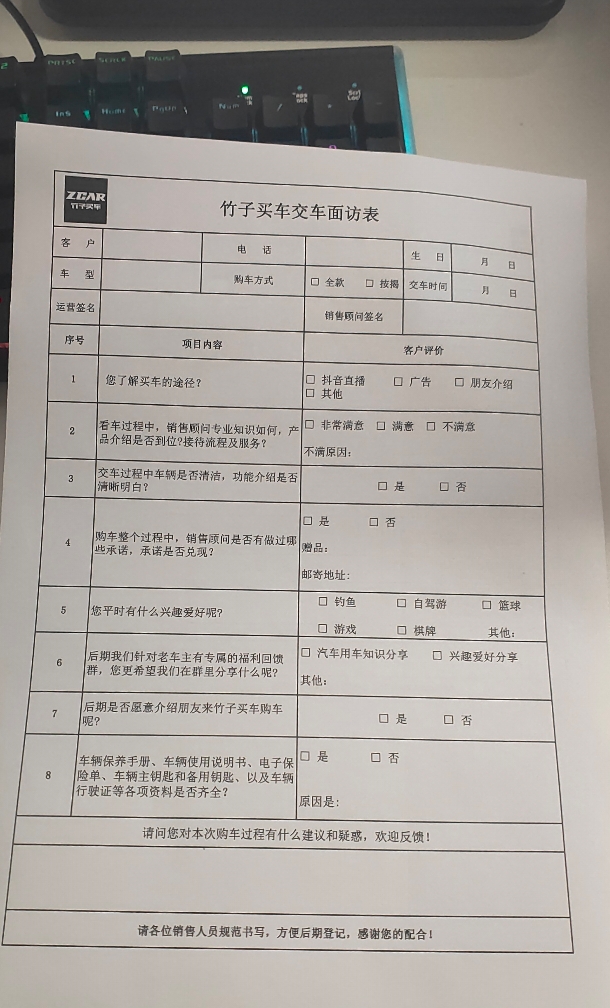 PRTSC SCRLK PAUSE
Ins Home PgUp Num / * -
ZCAR
竹子买车
竹子买车交车面访表
客 户 电 话 生 日 月 日
车 型 购车方式 □ 全款 □ 按揭 交车时间 月 日
运营签名 销售顾问签名
序号 项目内容 客户评价
1 您了解买车的途径？ □ 抖音直播 □ 广告 □ 朋友介绍
□ 其他
2 看车过程中，销售顾问专业知识如何，产
品介绍是否到位?接待流程及服务？
□ 非常满意 □ 满意 □ 不满意
不满原因：
3 交车过程中车辆是否清洁，功能介绍是否
清晰明白？
□ 是 □ 否
4 购车整个过程中，销售顾问是否有做过哪
些承诺，承诺是否兑现？
□ 是 □ 否
赠品：
邮寄地址:
5 您平时有什么兴趣爱好呢？ □ 钓鱼 □ 自驾游 □ 篮球
□ 游戏 □ 棋牌 其他：
6 后期我们针对老车主有专属的福利回馈
群，您更希望我们在群里分享什么呢？
□ 汽车用车知识分享 □ 兴趣爱好分享
其他：
7 后期是否愿意介绍朋友来竹子买车购车
呢？
□ 是 □ 否
8 车辆保养手册、车辆使用说明书、电子保
险单、车辆主钥匙和备用钥匙、以及车辆
行驶证等各项资料是否齐全？
□ 是 □ 否
原因是:
请问您对本次购车过程有什么建议和疑惑，欢迎反馈！
请各位销售人员规范书写，方便后期登记，感谢您的配合！